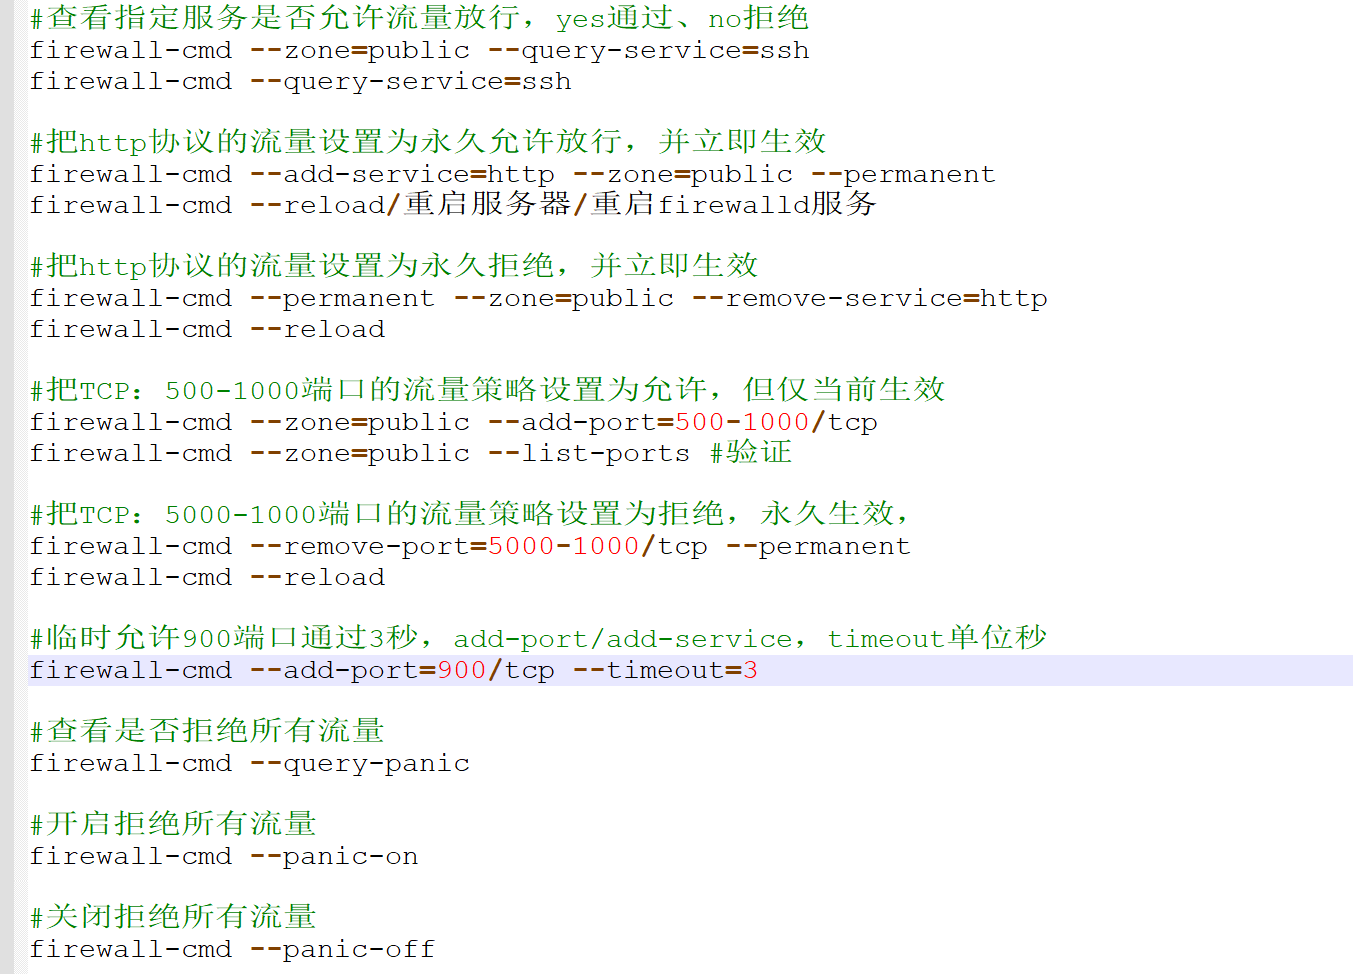 #查看指定服务是否允许流量放行，yes通过、no拒绝
firewall-cmd --zone=public --query-service=ssh
firewall-cmd --query-service=ssh
#把http协议的流量设置为永久允许放行，并立即生效
firewall-cmd --add-service=http --zone=public --permanent
firewall-cmd --reload/重启服务器/重启firewalld服务
#把http协议的流量设置为永久拒绝，并立即生效
firewall-cmd --permanent --zone=public --remove-service=http
firewall-cmd --reload
#把TCP：500-1000端口的流量策略设置为允许，但仅当前生效
firewall-cmd --zone=public --add-port=500-1000/tcp
firewall-cmd --zone=public --list-ports #验证
#把TCP：5000-1000端口的流量策略设置为拒绝，永久生效，
firewall-cmd --remove-port=5000-1000/tcp --permanent
firewall-cmd --reload
#临时允许900端口通过3秒，add-port/add-service，timeout单位秒
firewall-cmd --add-port=900/tcp --timeout=3
#查看是否拒绝所有流量
firewall-cmd --query-panic
#开启拒绝所有流量
firewall-cmd --panic-on
#关闭拒绝所有流量
firewall-cmd --panic-off